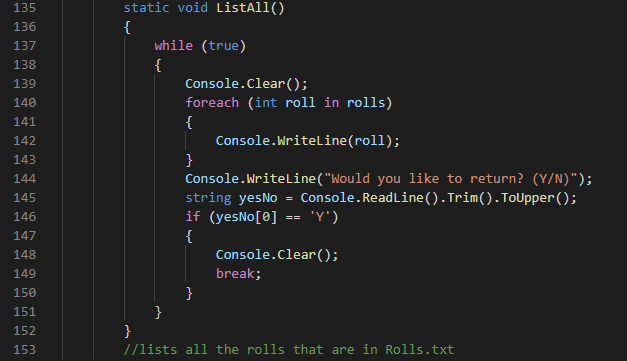 135 static void ListAll()
136 {
137 while (true)
138 {
139 Console.Clear();
140 foreach (int roll in rolls)
141 {
142 Console.WriteLine(roll);
143 }
144 Console.WriteLine("Would you like to return? (Y/N)");
145 string yesNo = Console.ReadLine().Trim().ToUpper();
146 if (yesNo[0] == 'Y')
147 {
148 Console.Clear();
149 break;
150 }
151 }
152 }
153 //lists all the rolls that are in Rolls.txt